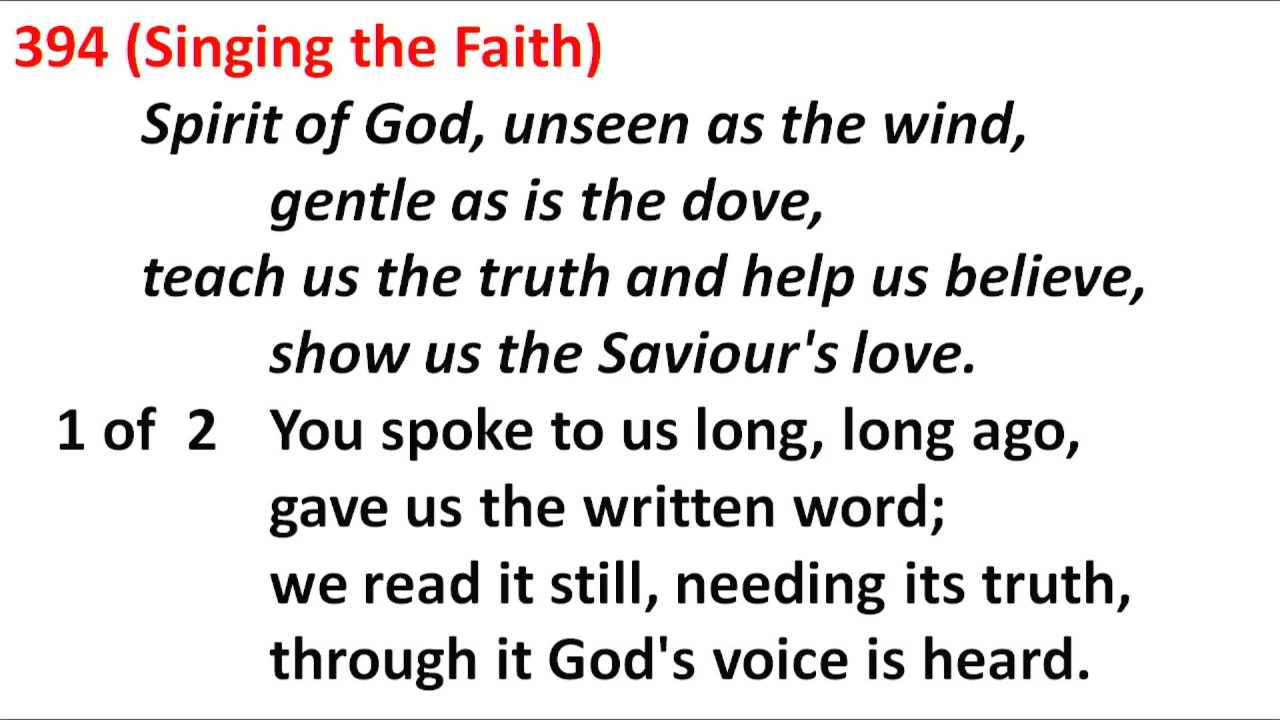 394 (Singing the Faith)
Spirit of God, unseen as the wind,
gentle as is the dove,
teach us the truth and help us believe,
show us the Saviour's love.
1 of 2 You spoke to us long, long ago,
gave us the written word;
we read it still, needing its truth,
through it God's voice is heard.